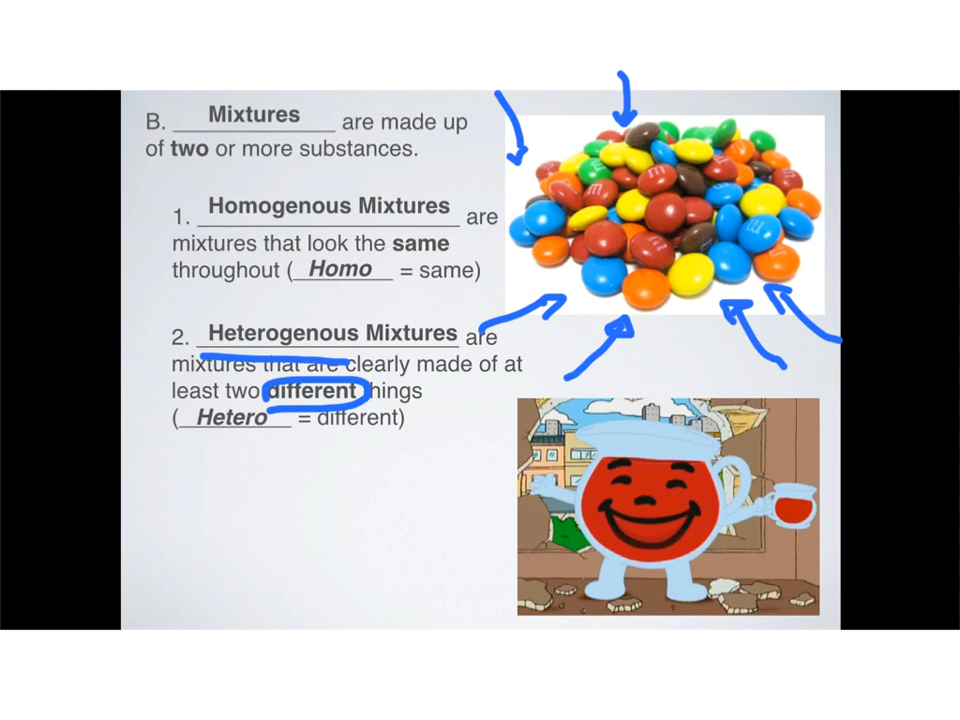 B. Mixtures are made up
of two or more substances.
1. Homogenous Mixtures are
mixtures that look the same
throughout (Homo = same)
2. Heterogenous Mixtures are
mixtures that are clearly made of at
least two different things
(Hetero = different)
m
m
m
m
m